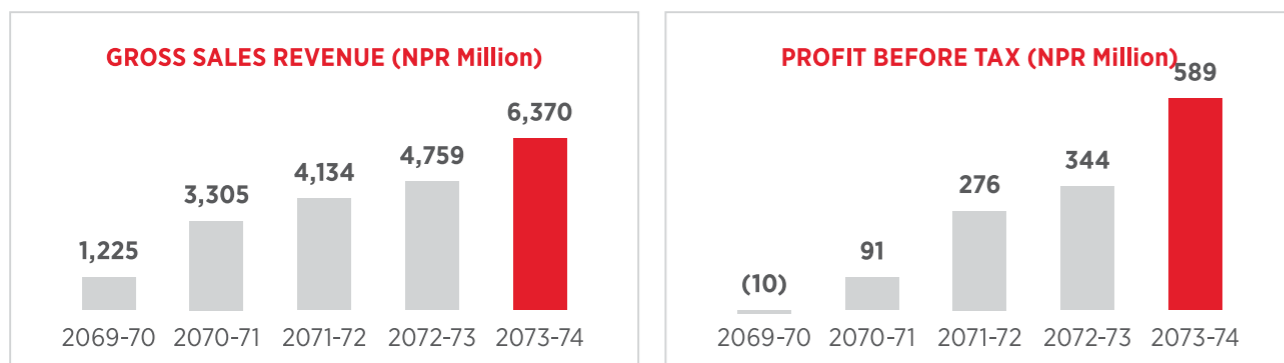 GROSS SALES REVENUE (NPR Million)
6,370
4,759
4,134
3,305
1,225
2069-70 2070-71 2071-72 2072-73 2073-74
PROFIT BEFORE TAX (NPR Million)
589
344
276
91
(10)
2069-70 2070-71 2071-72 2072-73 2073-74